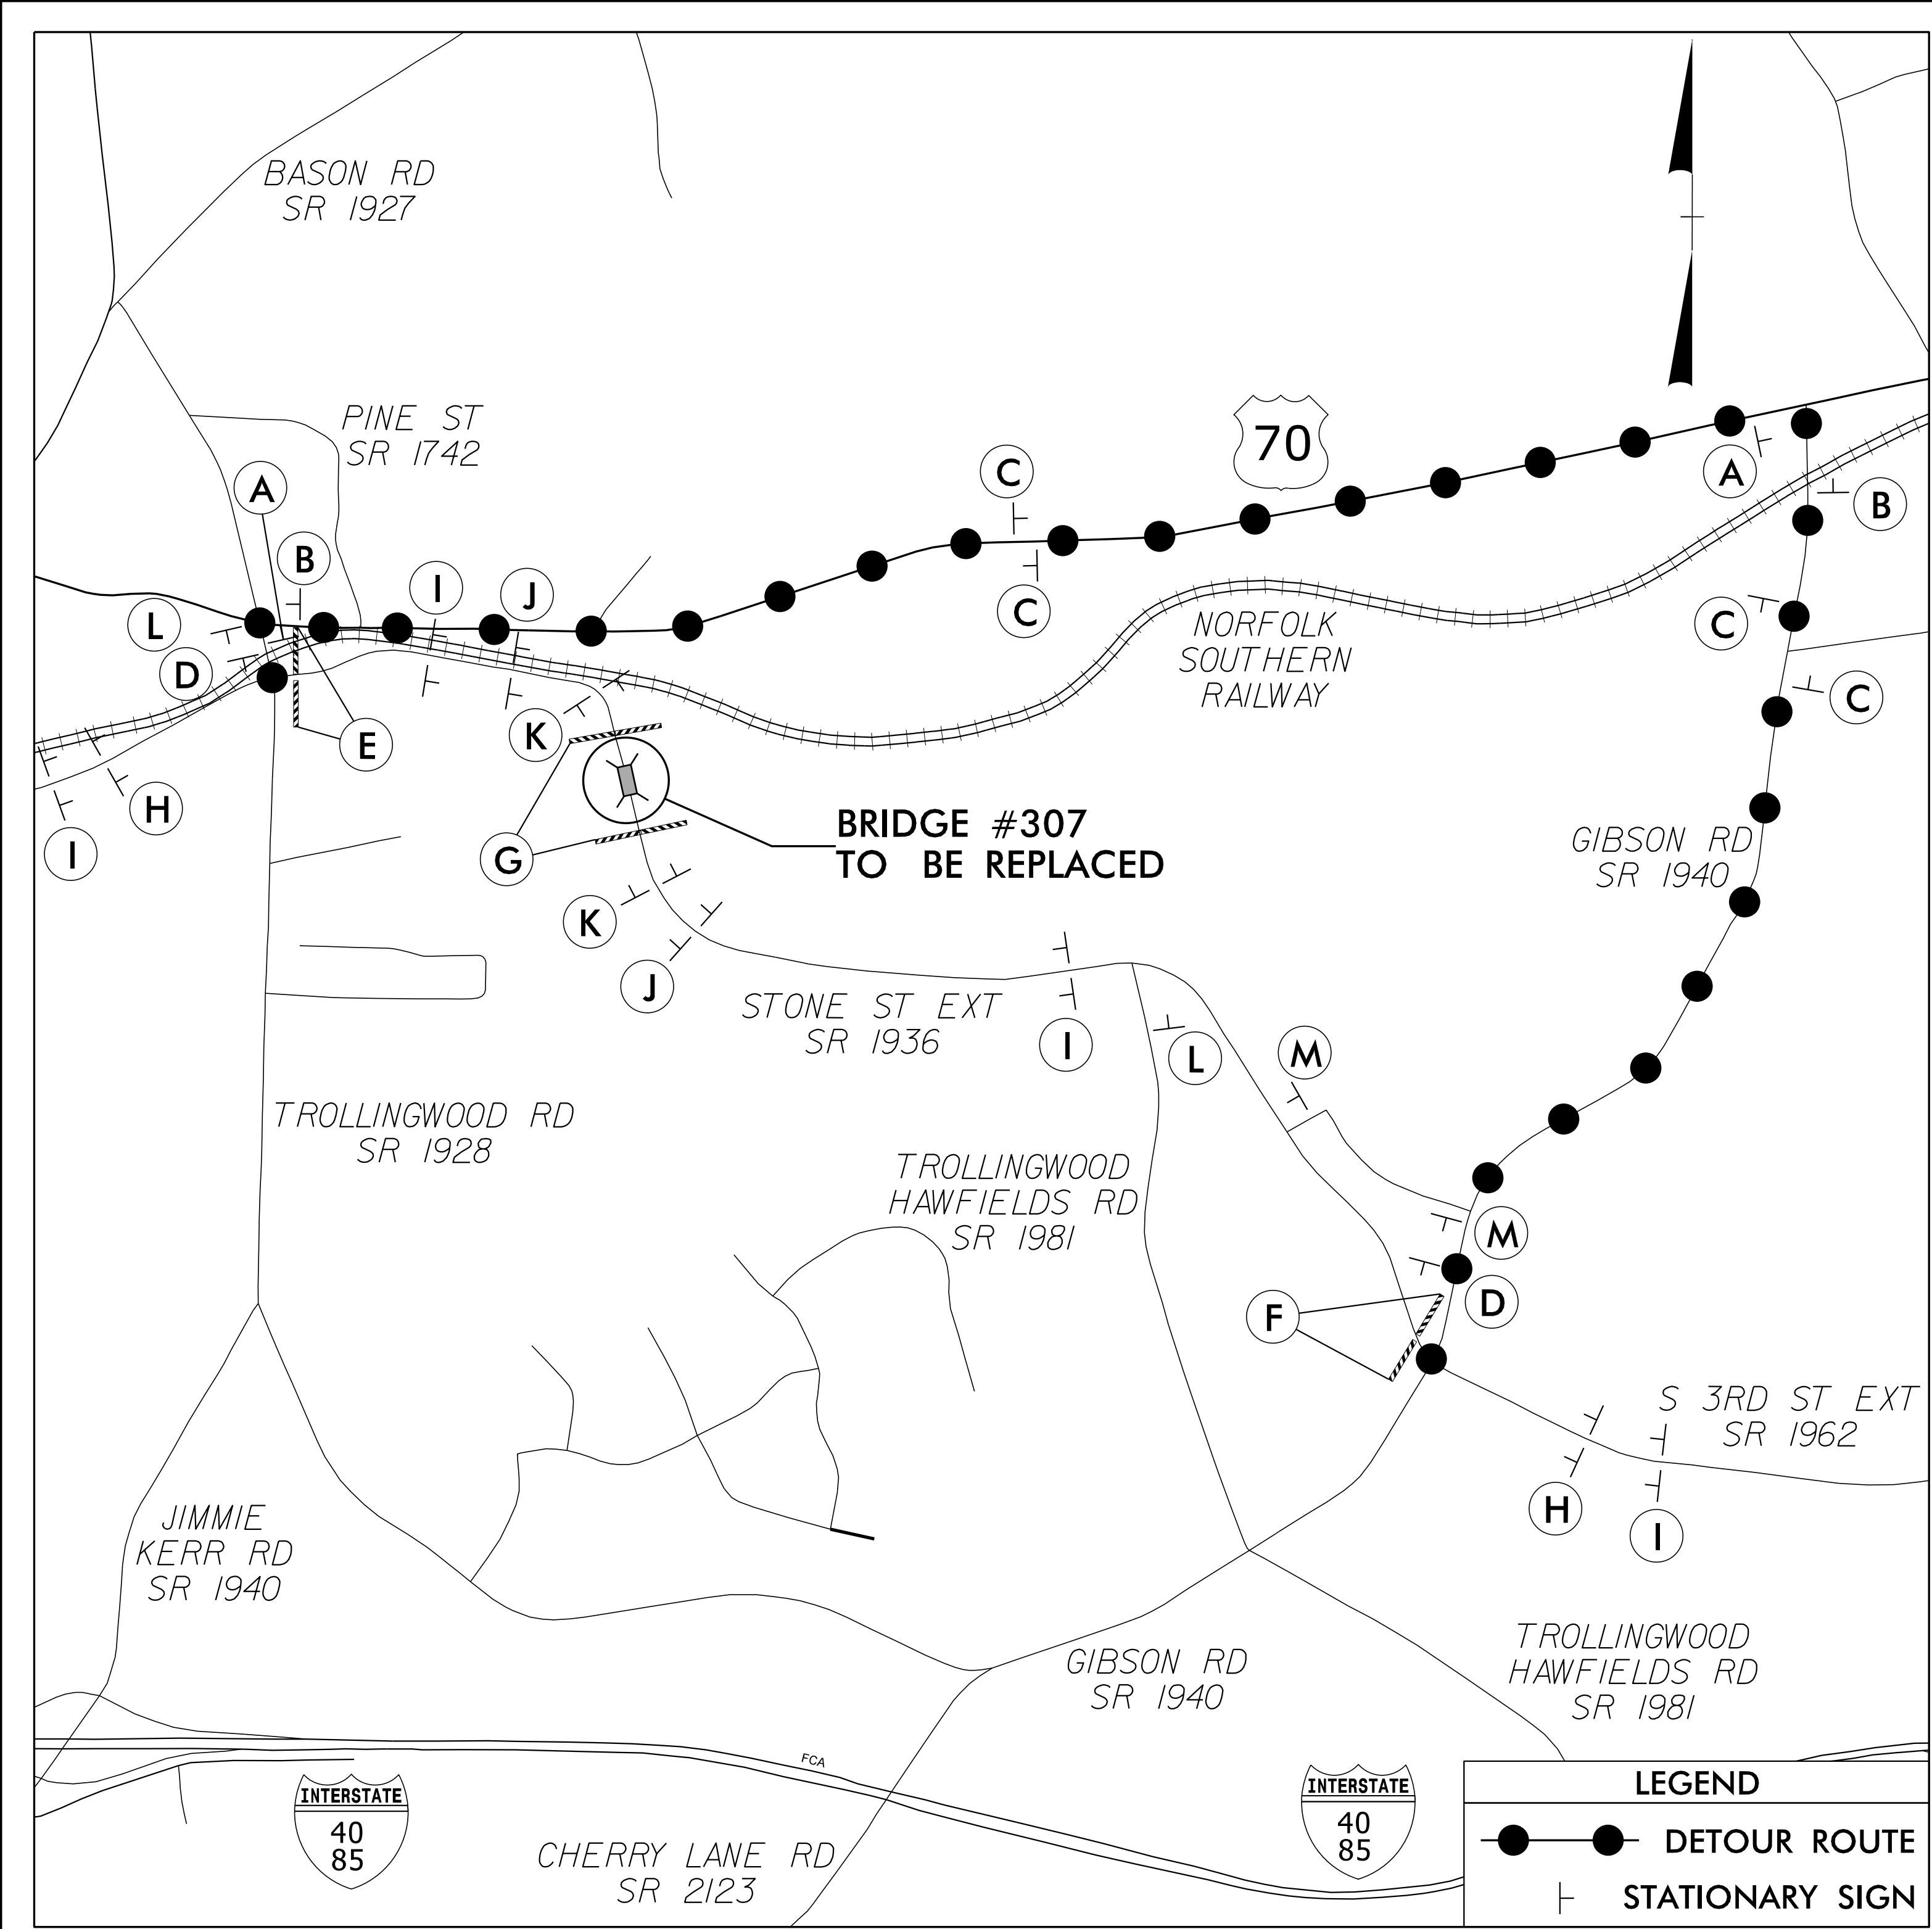 BASON RD
SR 1927
PINE ST
SR 1742
A
B
I
J
C
C
70
A
B
L
D
E
K
H
I
G
NORFOLK
SOUTHERN
RAILWAY
C
C
BRIDGE #307
TO BE REPLACED
GIBSON RD
SR 1940
K
J
STONE ST EXT
SR 1936
I
L
M
TROLLINGWOOD RD
SR 1928
TROLLINGWOOD
HAWFIELDS RD
SR 1981
M
D
F
S 3RD ST EXT
SR 1962
H
I
JIMMIE
KERR RD
SR 1940
GIBSON RD
SR 1940
TROLLINGWOOD
HAWFIELDS RD
SR 1981
FCA
INTERSTATE
40
85
CHERRY LANE RD
SR 2123
INTERSTATE
40
85
LEGEND
DETOUR ROUTE
STATIONARY SIGN